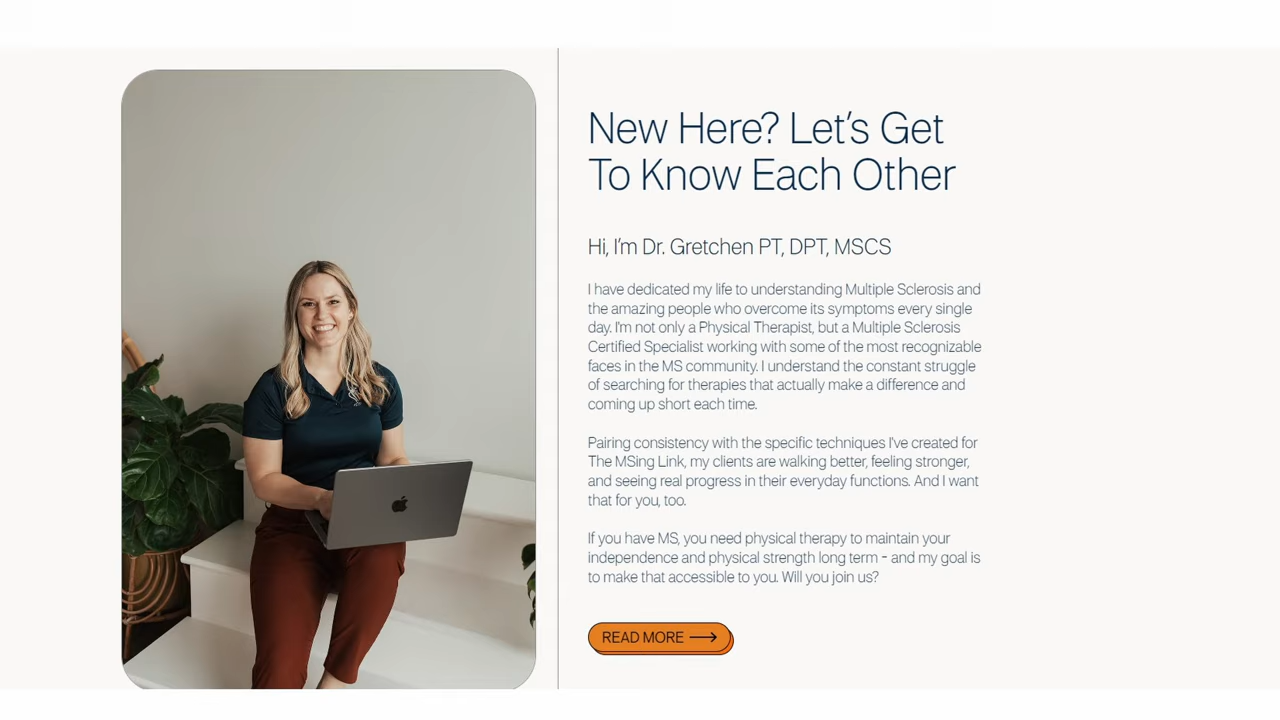 New Here? Let's Get
To Know Each Other
Hi, I'm Dr. Gretchen PT, DPT, MSCS
I have dedicated my life to understanding Multiple Sclerosis and
the amazing people who overcome its symptoms every single
day. I'm not only a Physical Therapist, but a Multiple Sclerosis
Certified Specialist working with some of the most recognizable
faces in the MS community. I understand the constant struggle
of searching for therapies that actually make a difference and
coming up short each time.
Pairing consistency with the specific techniques I've created for
The MSing Link, my clients are walking better, feeling stronger,
and seeing real progress in their everyday functions. And I want
that for you, too.
If you have MS, you need physical therapy to maintain your
independence and physical strength long term – and my goal is
to make that accessible to you. Will you join us?
READ MORE